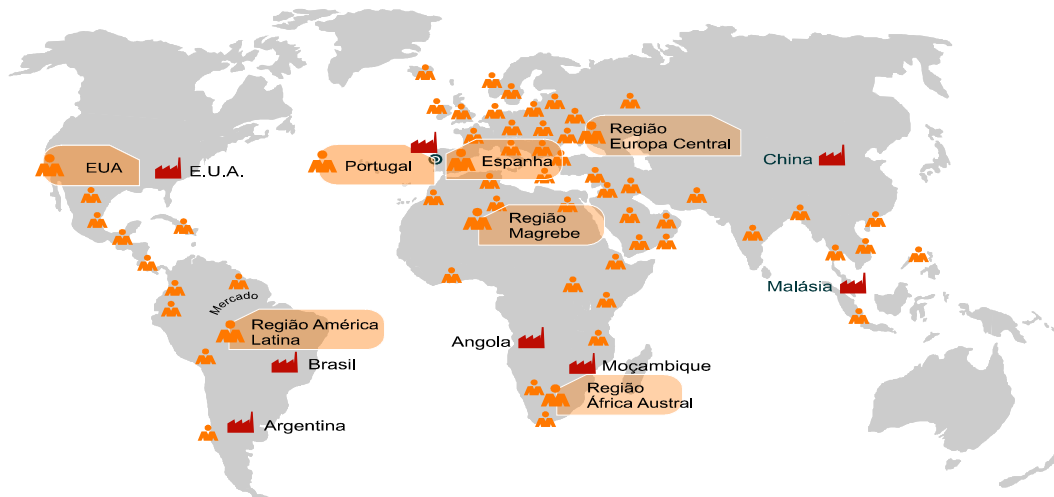 Região
Europa Central
China
EUA
E.U.A.
Portugal
Espanha
Região
Magrebe
Malásia
Mercado
Região América
Latina
Angola
Brasil
Moçambique
Região
África Austral
Argentina